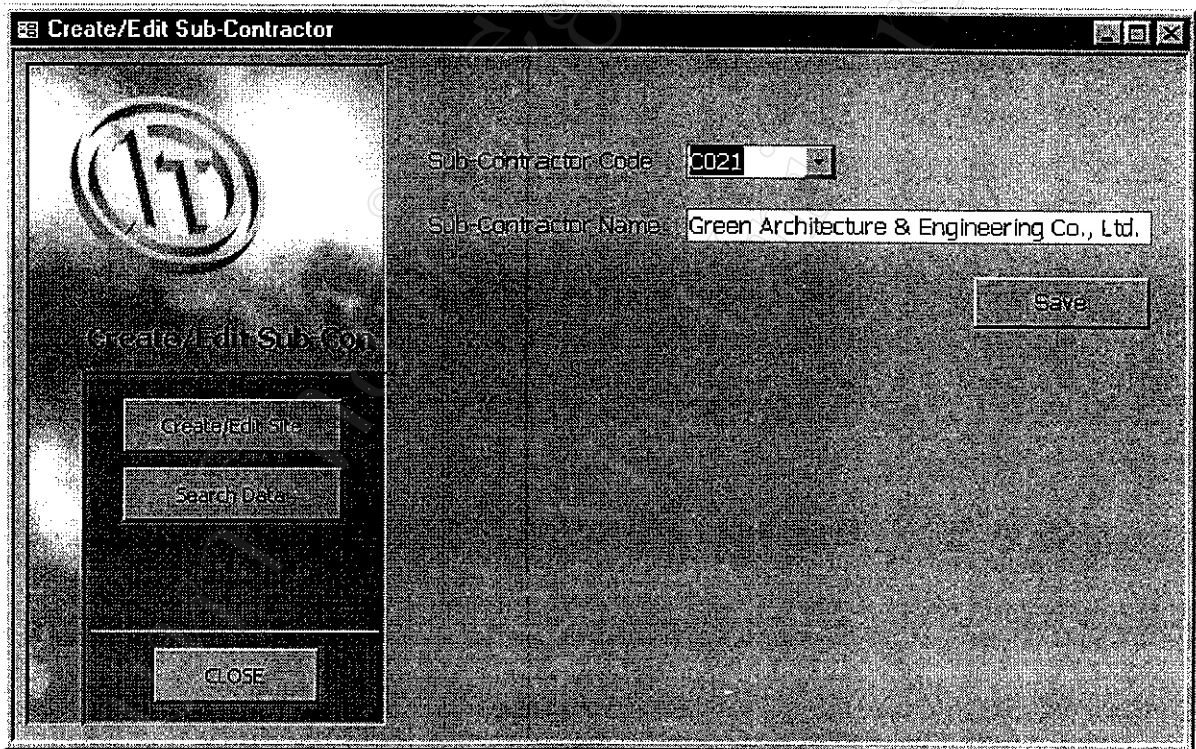 Create/Edit Sub-Contractor
Sub-Contractor Code
C021
Sub-Contractor Name
Green Architecture & Engineering Co., Ltd.
Save
Create/Edit Sub-Con
Create/Edit Site
Search Data
CLOSE